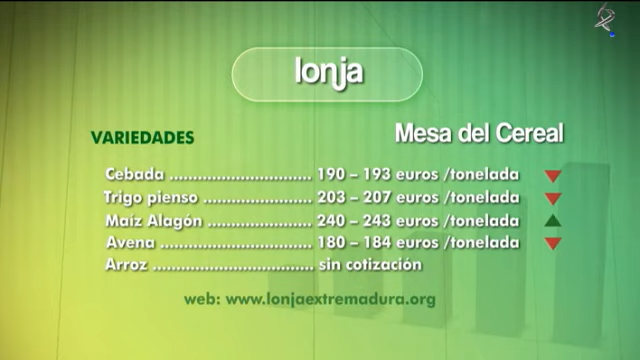 lonja
VARIEDADES
Mesa del Cereal
Cebada .............................. 190 – 193 euros /tonelada
Trigo pienso ....................... 203 – 207 euros /tonelada
Maíz Alagón ...................... 240 – 243 euros /tonelada
Avena ................................ 180 – 184 euros /tonelada
Arroz .................................. sin cotización
web: www.lonjaextremadura.org